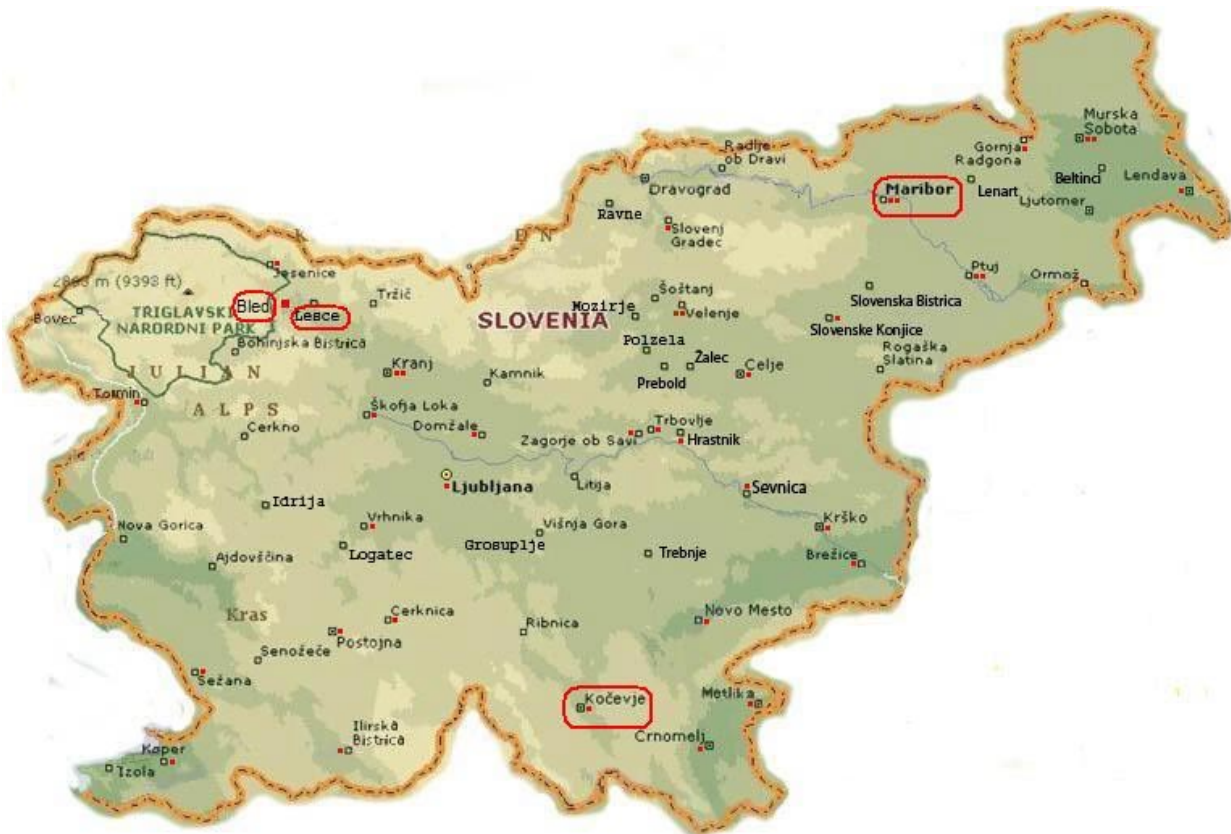 Murska
Sobota
Gornja
Radgona
Radlje
ob Dravi
Dravograd
Maribor
Lenart
Beltinci
Lendava
Ljutomer
Ravne
Slovenj
Gradec
Jesenice
(9393 ft)
Ptuj
Ormož
Bled
Lesce
Tržič
Šoštanj
Mozirje
Velenje
Slovenska Bistrica
Bovec
TRIGLAVSKI
NARORDNI PARK
SLOVENIA
Slovenske Konjice
Bohinjska Bistrica
Polzela
Rogaška
Slatina
JULIAN
ALPS
Kranj
Kamnik
Prebold
Žalec
Celje
Tolmin
Škofja Loka
Cerkno
Domžale
Zagorje ob Savi
Trbovlje
Hrastnik
Ljubljana
Litija
Sevnica
Idrija
Nova Gorica
Vrhnika
Višnja Gora
Krško
Ajdovščina
Logatec
Grosuplje
Trebnje
Brežice
Kras
Cerknica
Novo Mesto
Postojna
Ribnica
Senožeče
Sežana
Kočevje
Metlika
Ilirska
Bistrica
Črnomelj
Koper
Izola